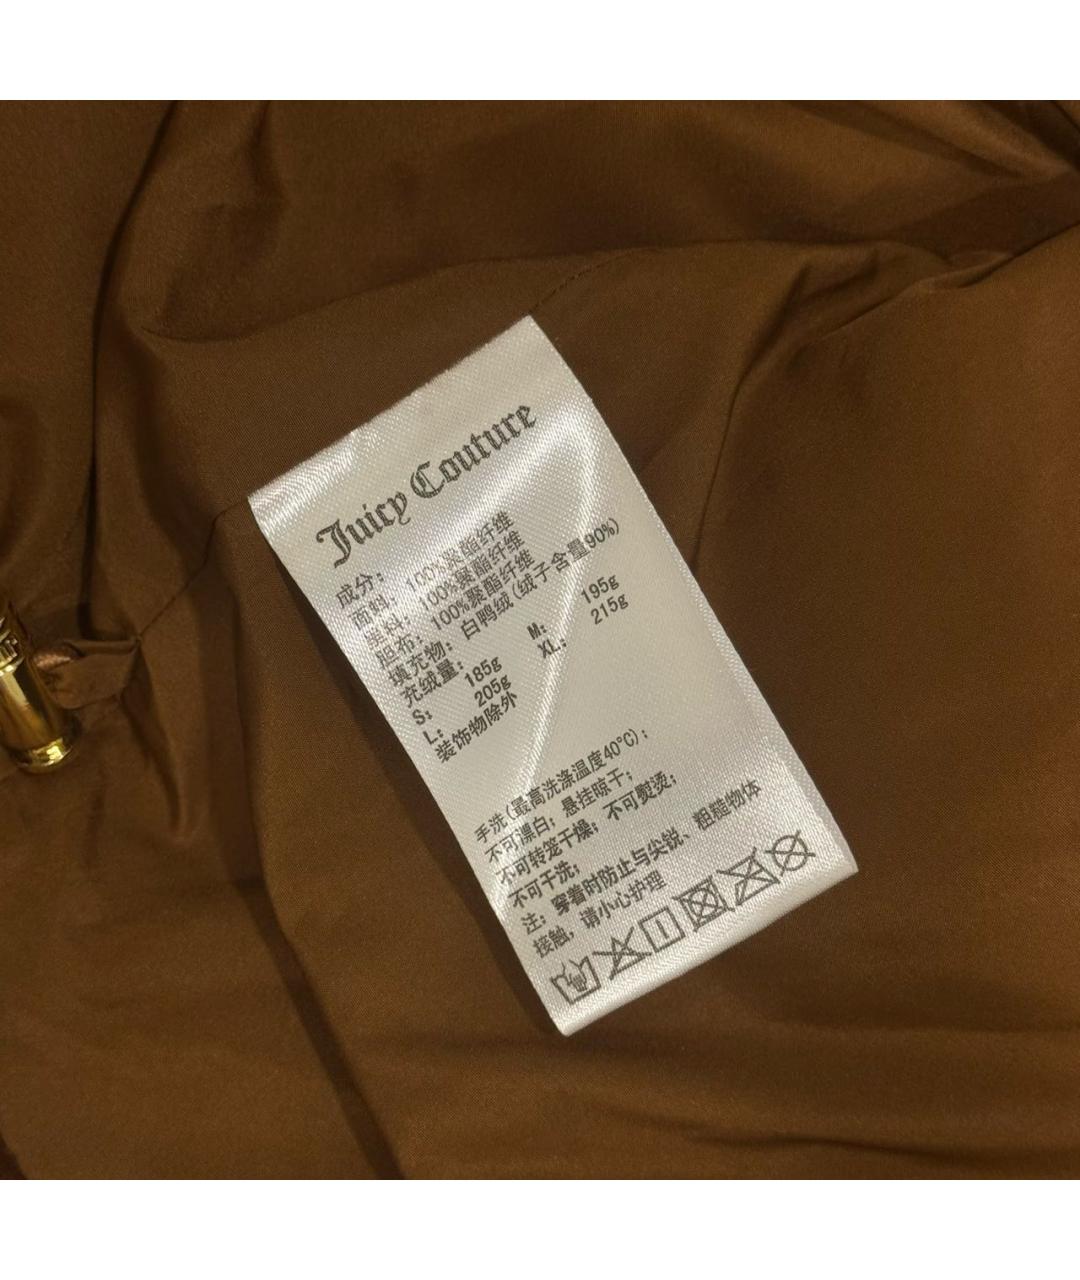 Juicy Couture
成分:
面料: 100%聚酯纤维
里料: 100%聚酯纤维
胆布: 100%聚酯纤维
填充物: 白鸭绒(绒子含量90%)
充绒量:
S: 185g M: 195g
L: 205g XL: 215g
装饰物除外
手洗(最高洗涤温度40℃);
不可漂白; 悬挂晾干;
不可转笼干燥; 不可熨烫;
不可干洗;
注: 穿着时防止与尖锐、粗糙物体
接触, 请小心护理